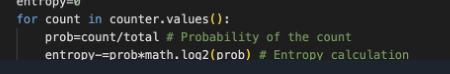 entropy=0
for count in counter.values():
    prob=count/total # Probability of the count
    entropy-=prob*math.log2(prob) # Entropy calculation